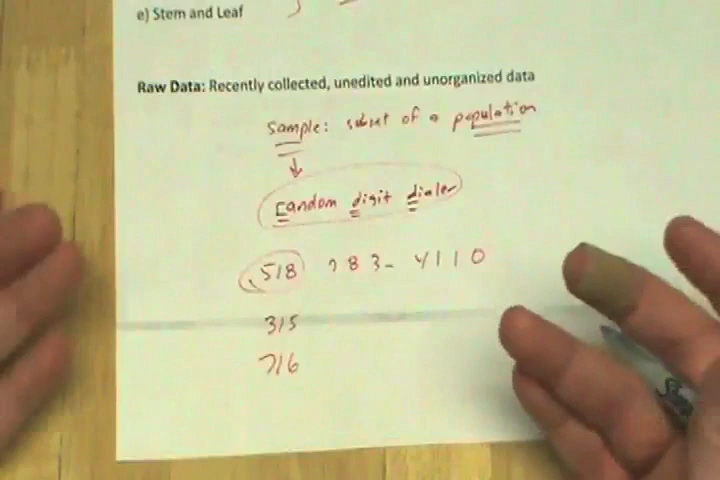 e) Stem and Leaf
Raw Data: Recently collected, unedited and unorganized data
Sample: subset of a population
random digit dialer
518 783-4110
315
716